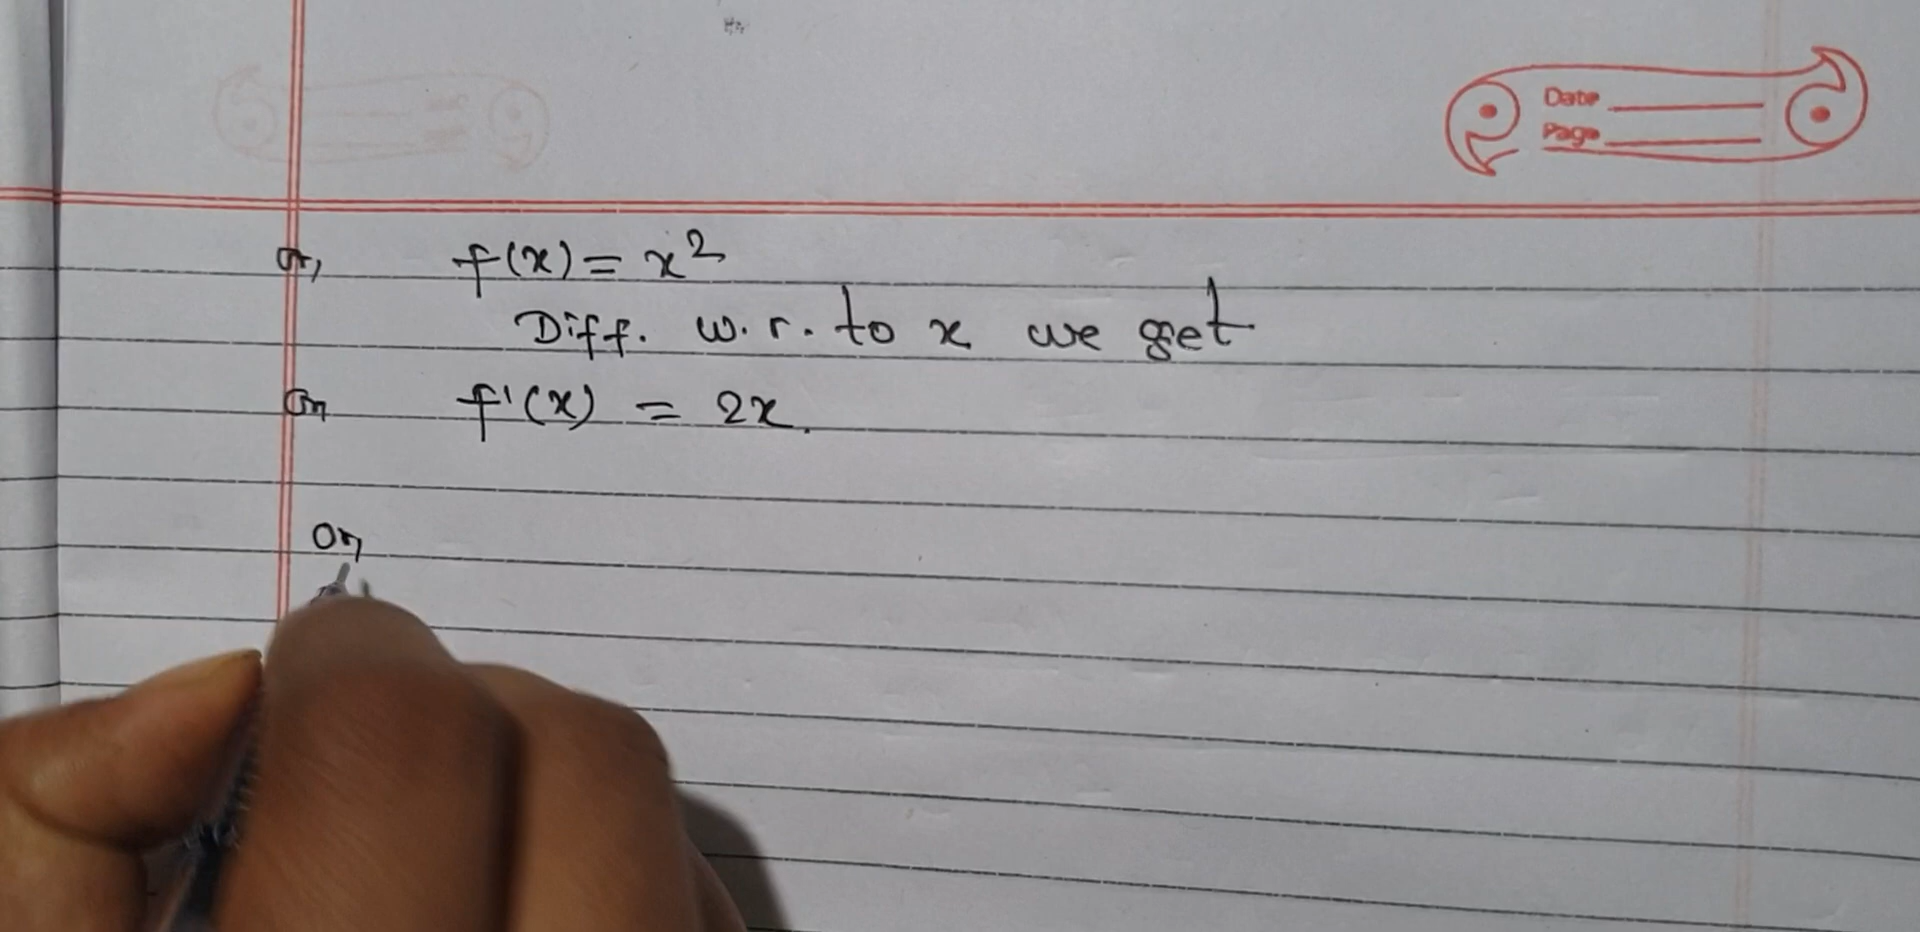 Date
Page
or, f(x) = x²
Diff. w.r. to x we get
or, f'(x) = 2x.
or,